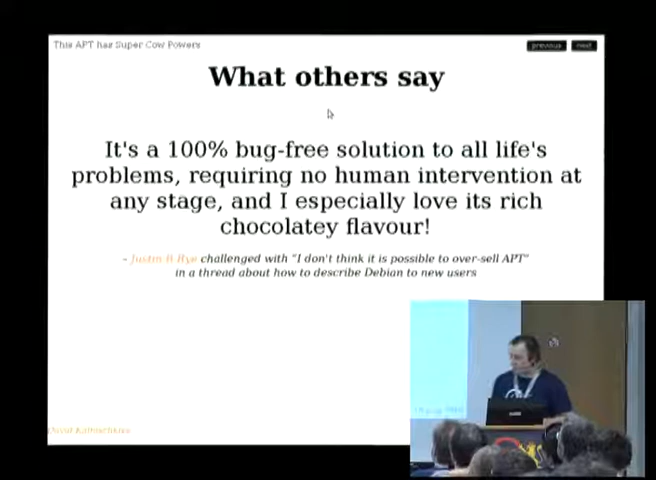 This APT has Super Cow Powers
previous next
What others say
It's a 100% bug-free solution to all life's
problems, requiring no human intervention at
any stage, and I especially love its rich
chocolatey flavour!
– Justin B Rye challenged with "I don't think it is possible to over-sell APT"
in a thread about how to describe Debian to new users
David Kalnischkies